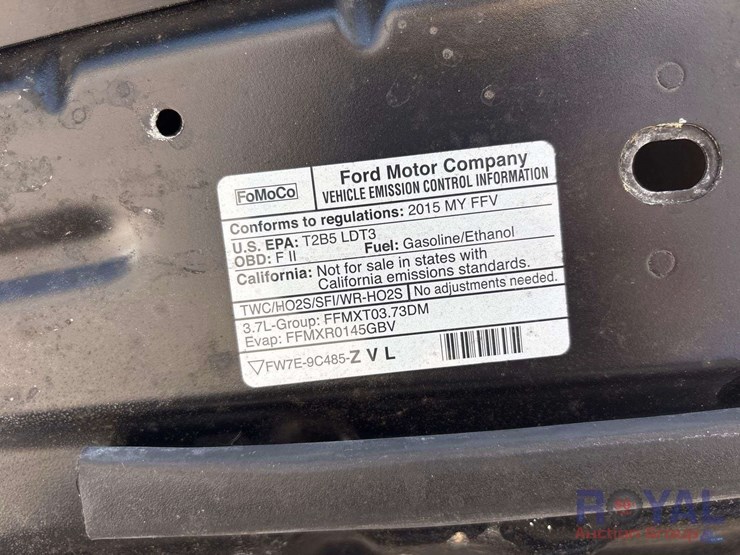 FoMoCo
Ford Motor Company
VEHICLE EMISSION CONTROL INFORMATION
Conforms to regulations: 2015 MY FFV
U.S. EPA: T2B5 LDT3
OBD: F II Fuel: Gasoline/Ethanol
California: Not for sale in states with
California emissions standards.
TWC/HO2S/SFI/WR-HO2S No adjustments needed.
3.7L-Group: FFMXT03.73DM
Evap: FFMXR0145GBV
FW7E-9C485-Z V L
ROYAL
Auction Group